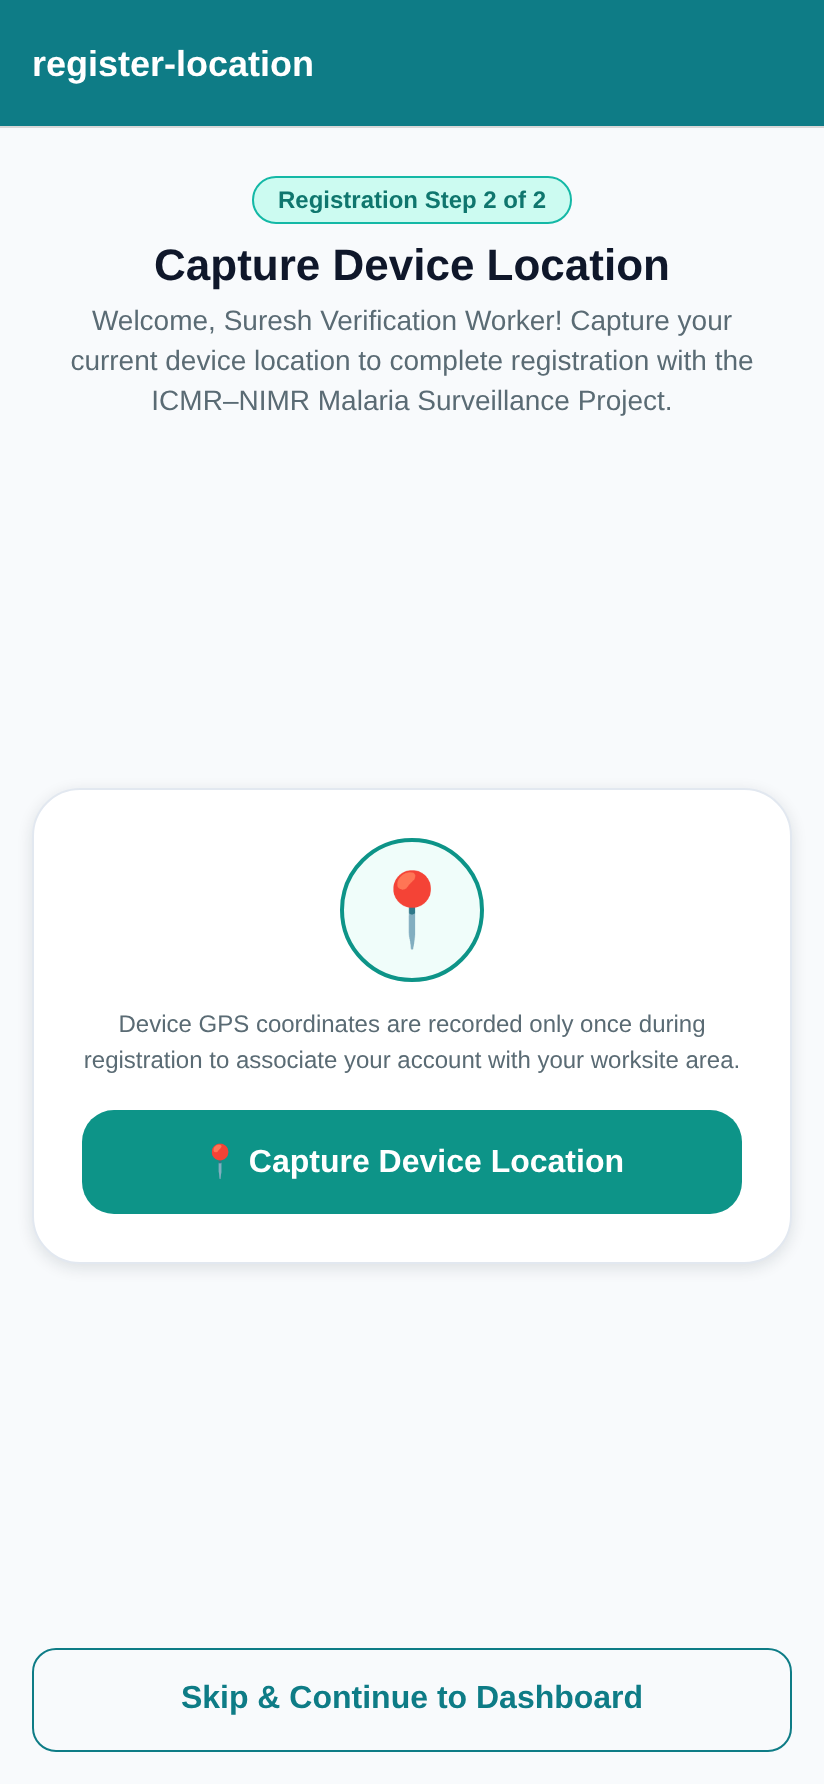 register-location
Registration Step 2 of 2
Capture Device Location
Welcome, Suresh Verification Worker! Capture your
current device location to complete registration with the
ICMR–NIMR Malaria Surveillance Project.
Device GPS coordinates are recorded only once during
registration to associate your account with your worksite area.
📍 Capture Device Location
Skip & Continue to Dashboard